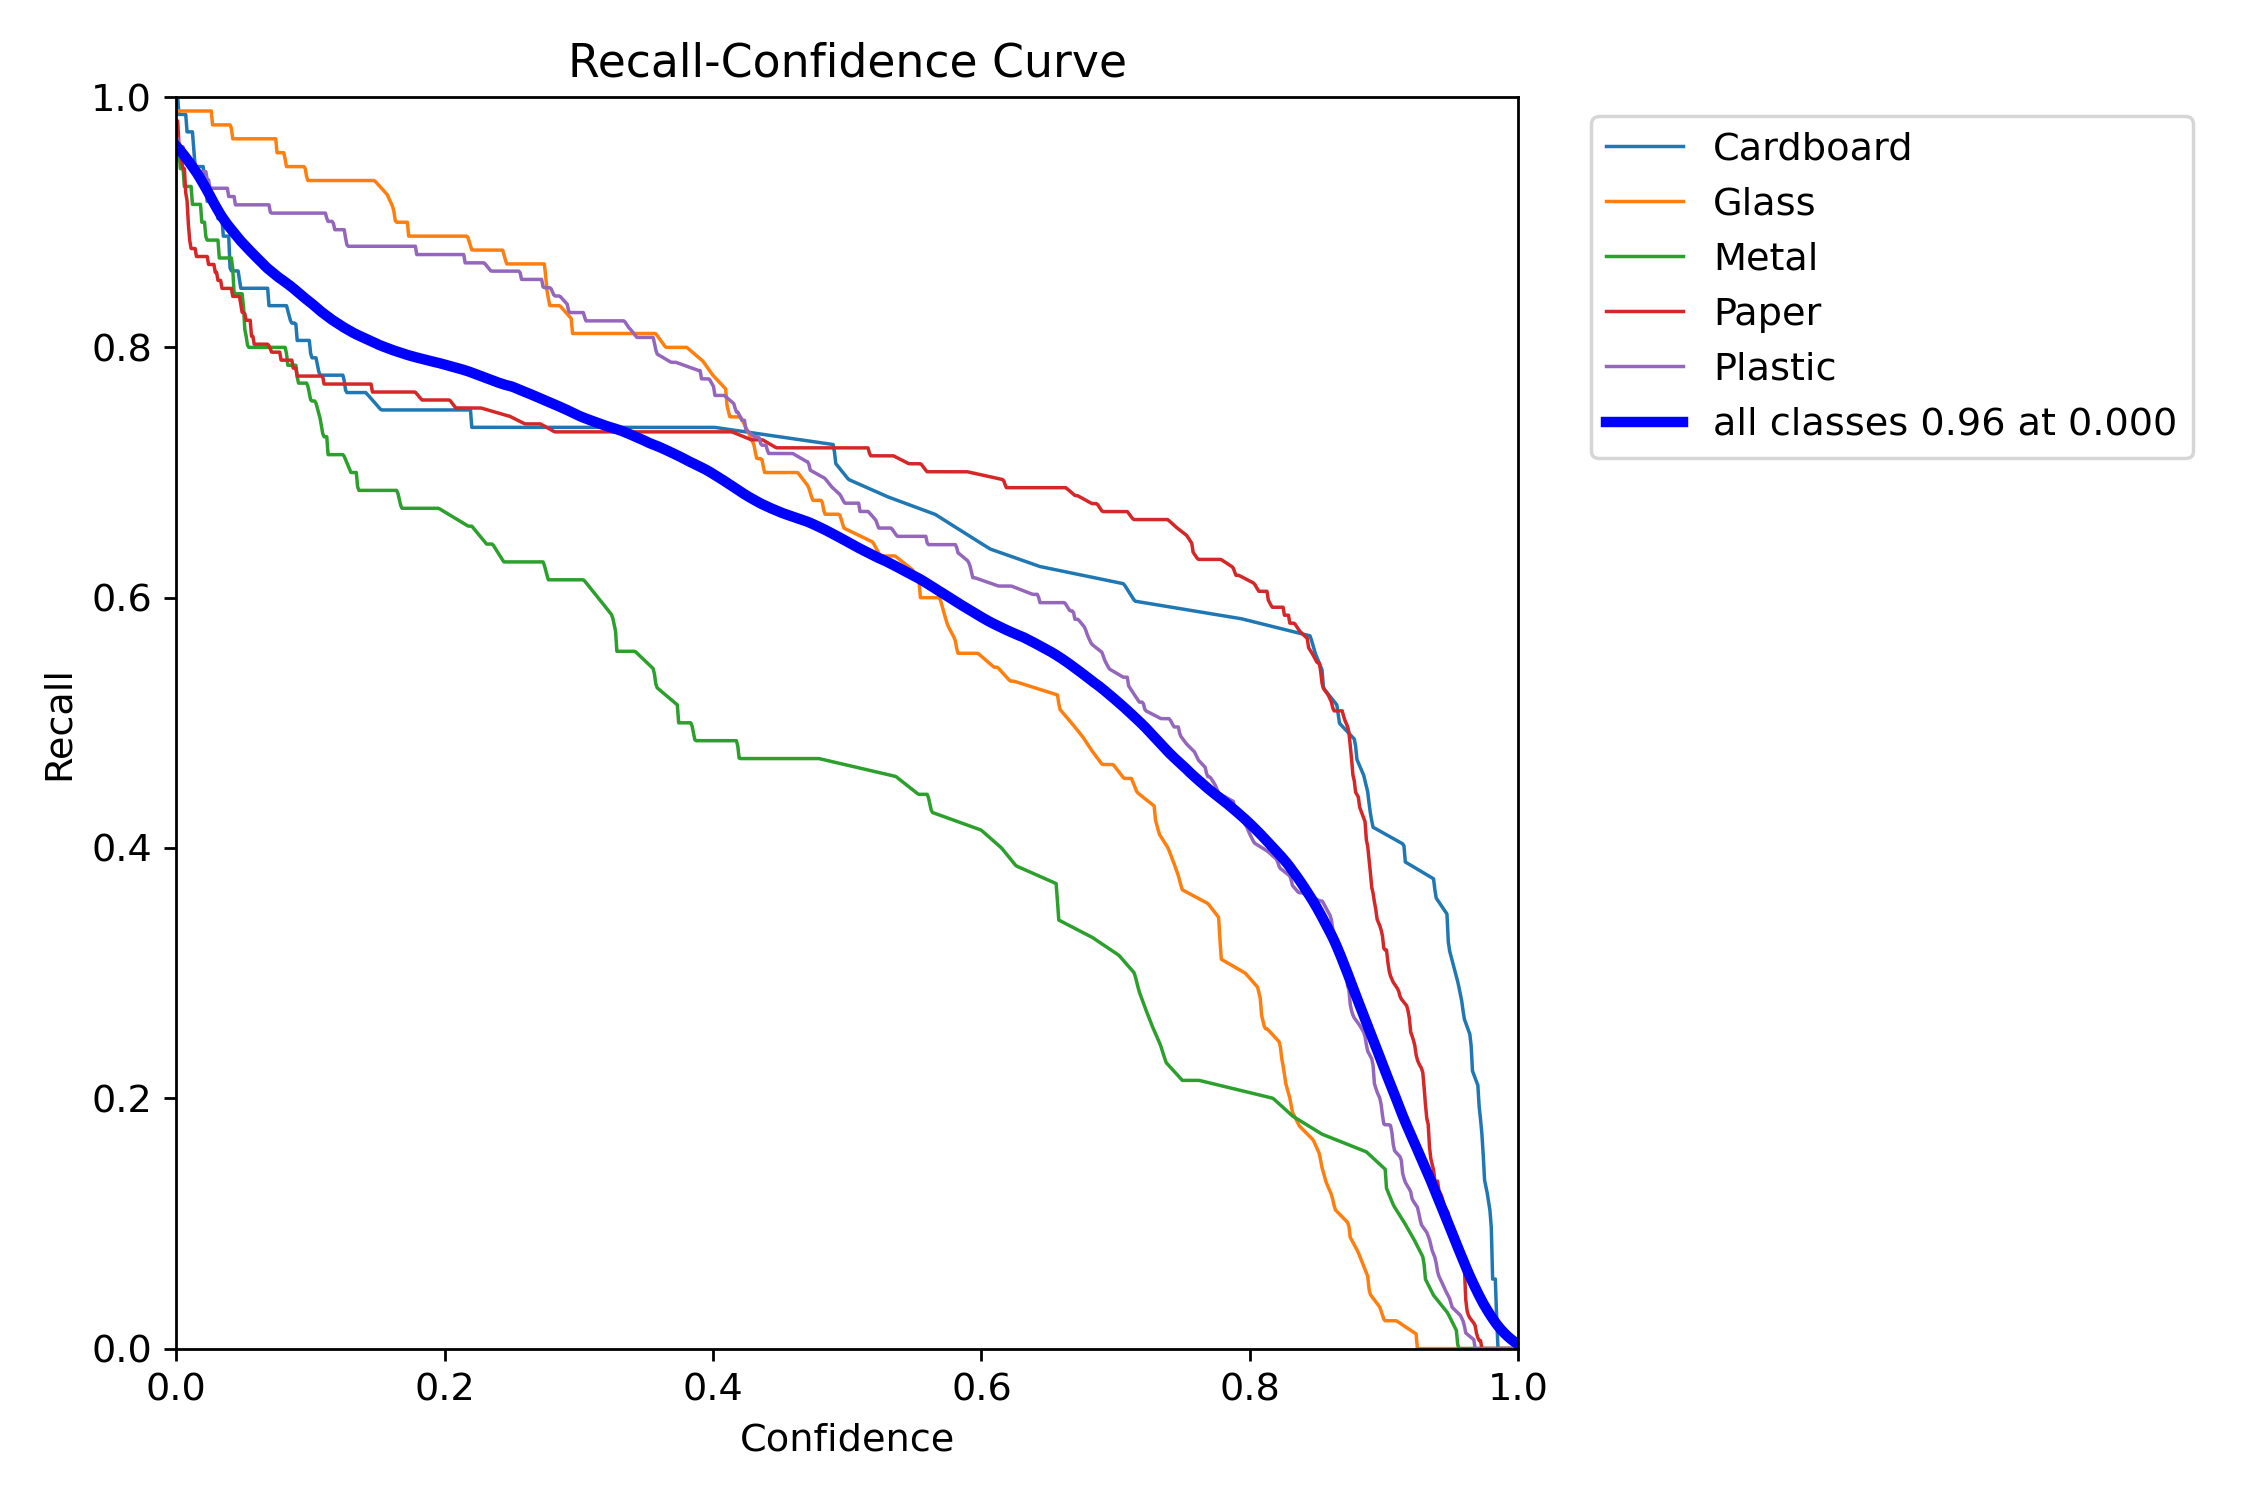 Recall-Confidence Curve
1.0
0.8
0.6
0.4
0.2
0.0
Recall
0.0 0.2 0.4 0.6 0.8 1.0
Confidence
Cardboard
Glass
Metal
Paper
Plastic
all classes 0.96 at 0.000